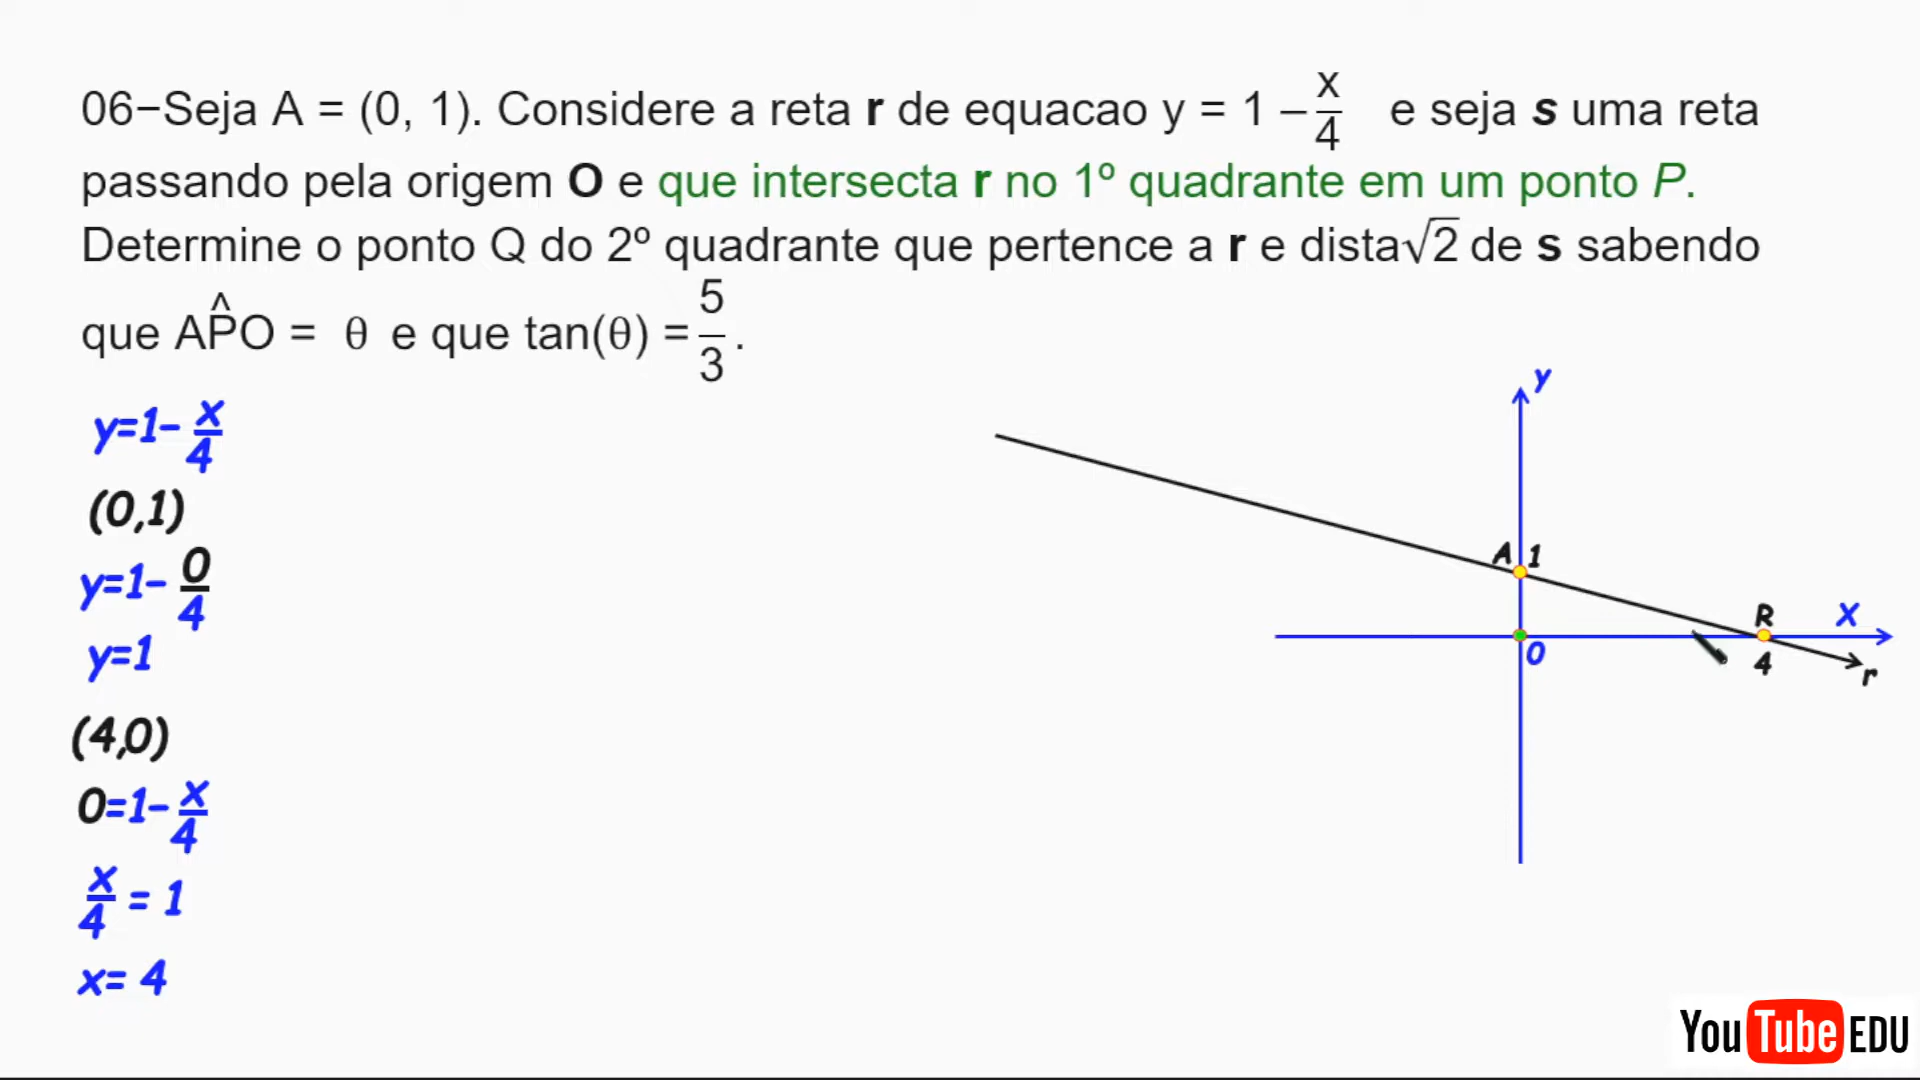 06−Seja A = (0, 1). Considere a reta r de equacao y = 1 − x/4 e seja s uma reta
passando pela origem O e que intersecta r no 1º quadrante em um ponto P.
Determine o ponto Q do 2º quadrante que pertence a r e dista√2 de s sabendo
que AP̂O = θ e que tan(θ) = 5/3.
y=1- x/4
(0,1)
y=1- 0/4
y=1
(4,0)
0=1- x/4
x/4 = 1
x= 4
y
A 1
R
x
0
4
r
YouTube EDU